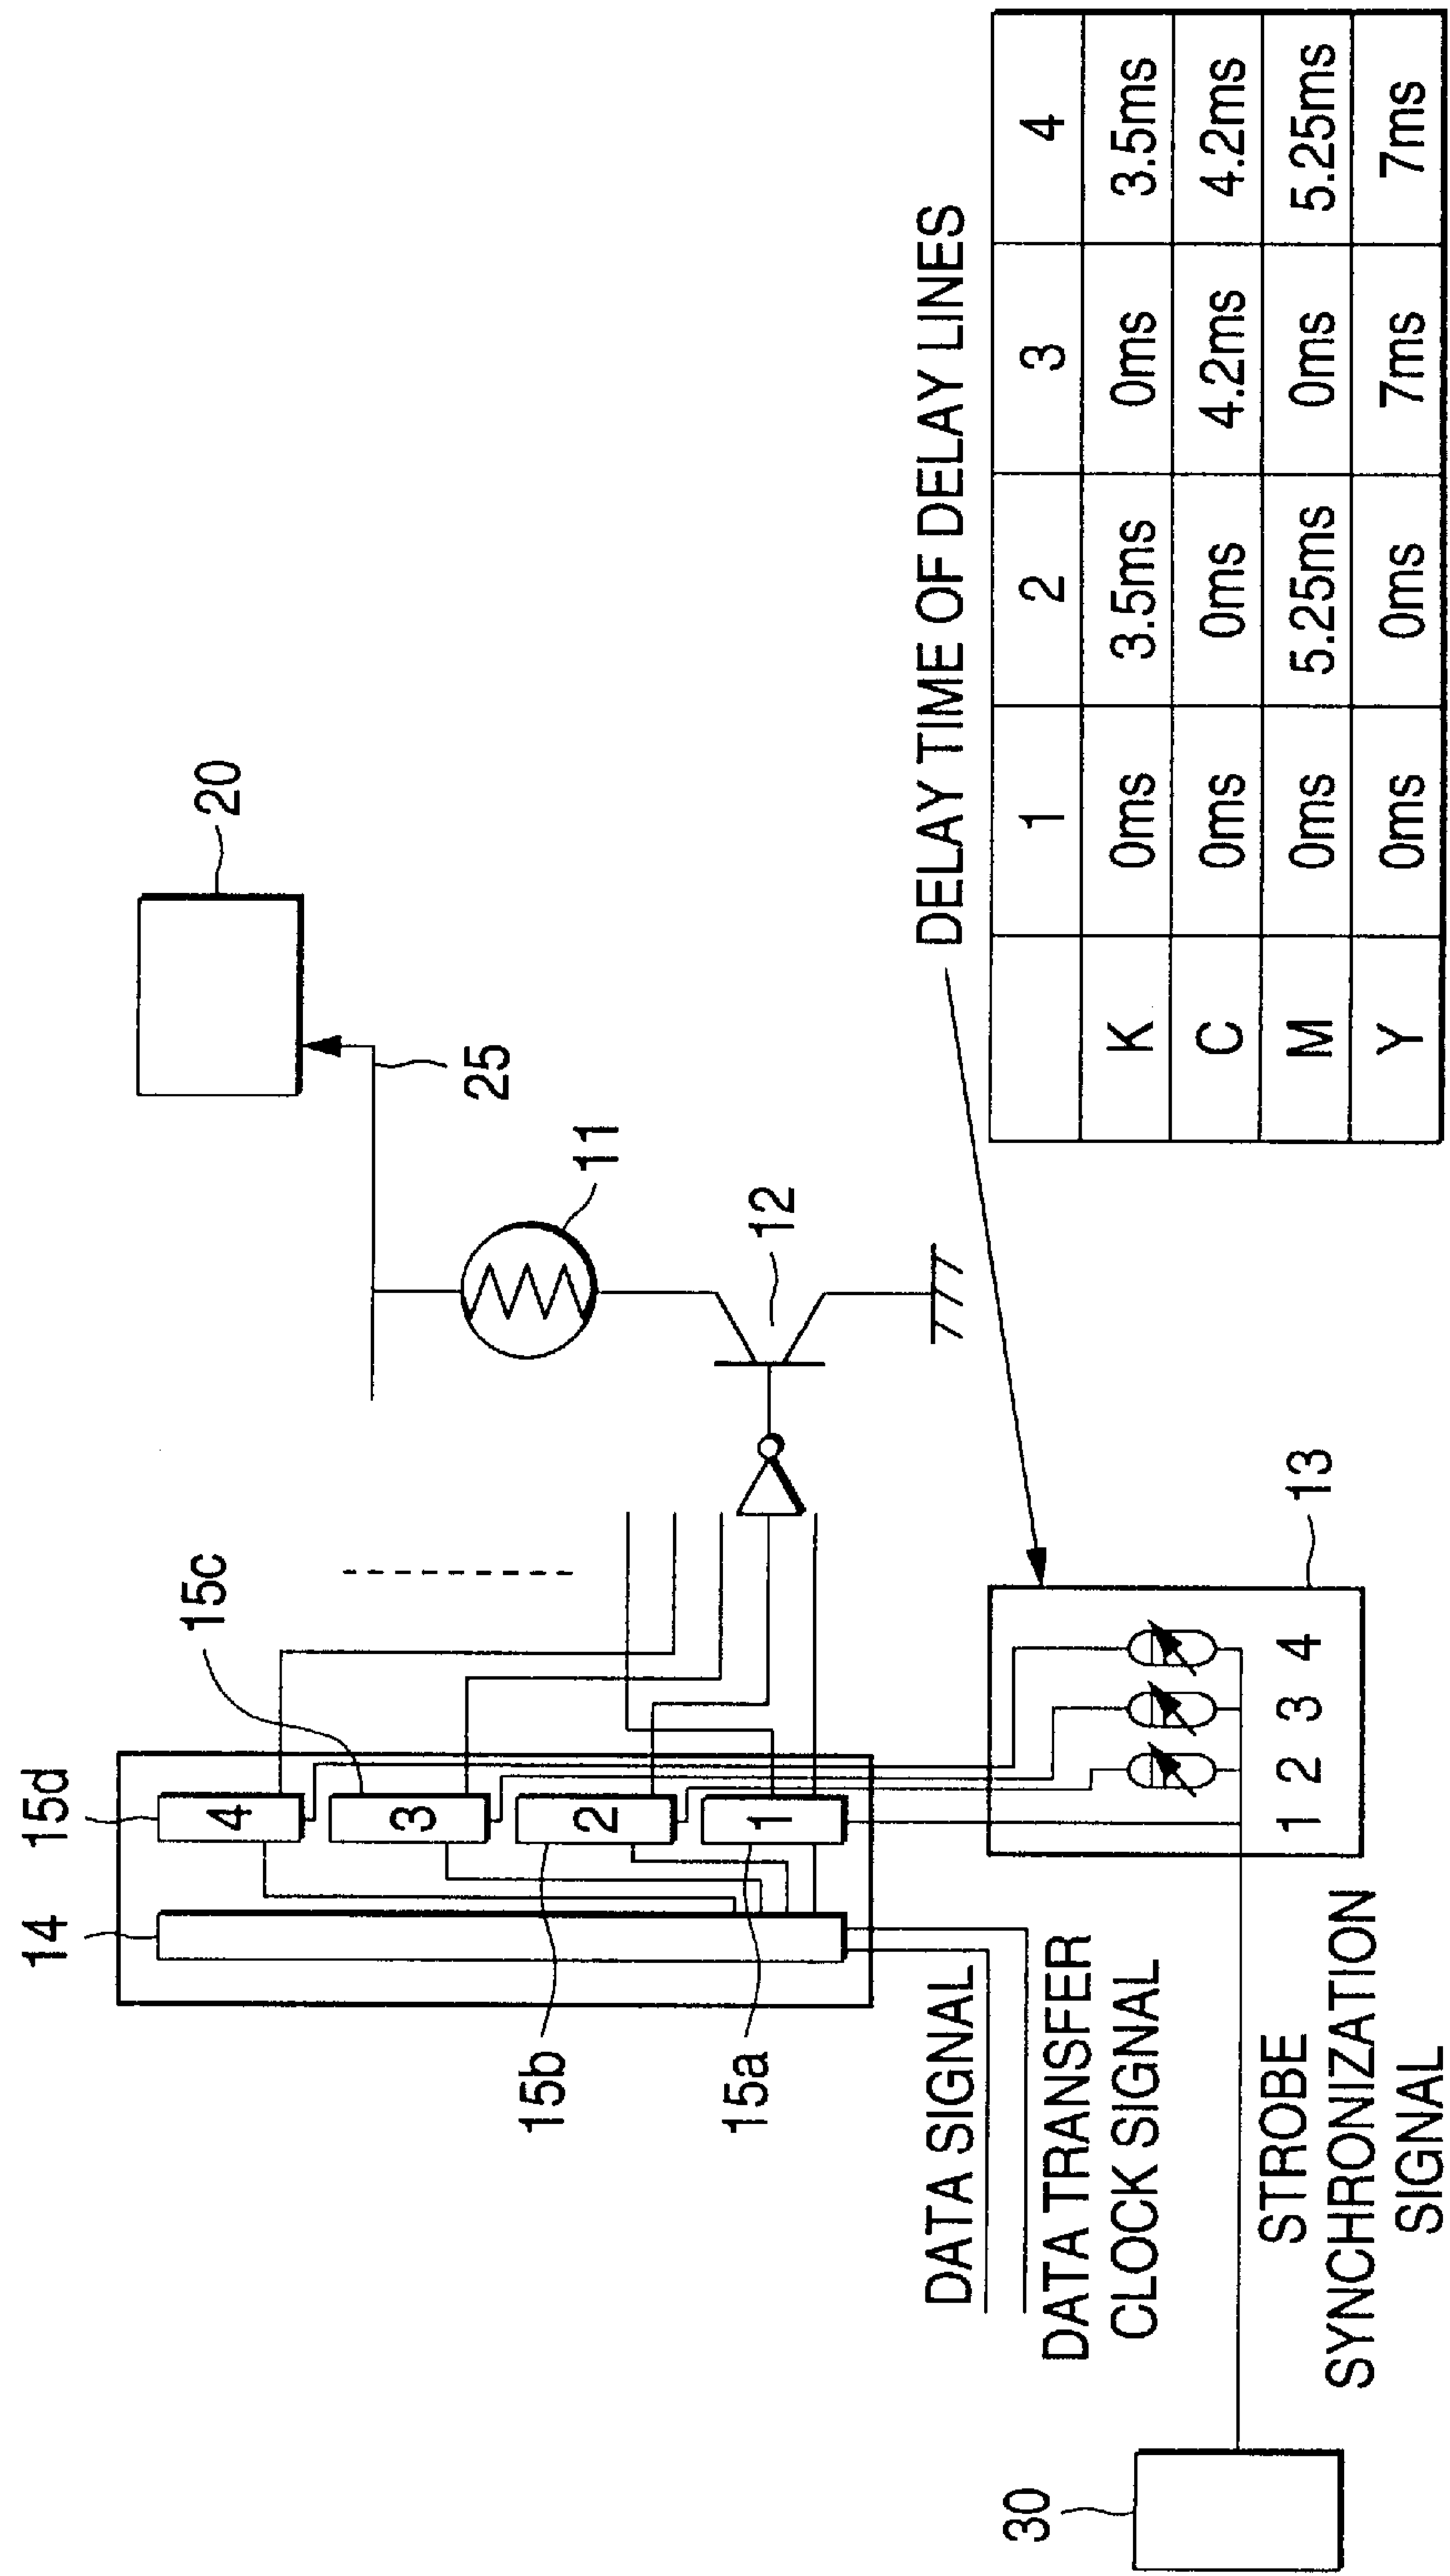 14
15d
15c
4
3
2
1
15b
15a
20
25
11
12
DATA SIGNAL
DATA TRANSFER
CLOCK SIGNAL
30
STROBE
SYNCHRONIZATION
SIGNAL
1 2 3 4
13
DELAY TIME OF DELAY LINES
1 2 3 4
K 0ms 3.5ms 0ms 3.5ms
C 0ms 0ms 4.2ms 4.2ms
M 0ms 5.25ms 0ms 5.25ms
Y 0ms 0ms 7ms 7ms